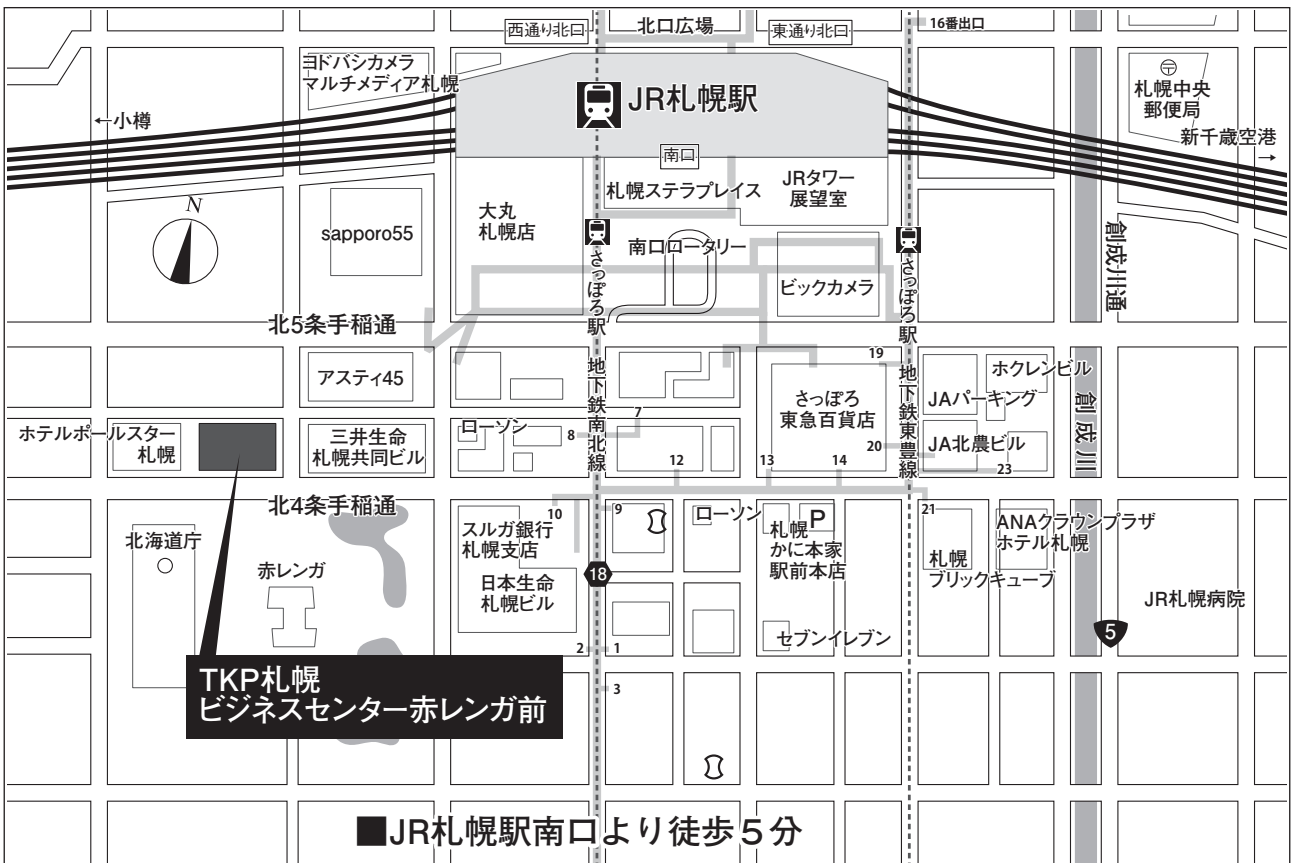 西通り北口
北口広場
東通り北口
16番出口
ヨドバシカメラ
マルチメディア札幌
JR札幌駅
〒
札幌中央
郵便局
←小樽
新千歳空港
→
南口
札幌ステラプレイス
JRタワー
展望室
N
sapporo55
大丸
札幌店
さっぽろ駅
南口ロータリー
ビックカメラ
さっぽろ駅
創成川通
北5条手稲通
アスティ45
地下鉄南北線
さっぽろ
東急百貨店
19
地下鉄東豊線
ホクレンビル
JAパーキング
創成川
ホテルポールスター
札幌
三井生命
札幌共同ビル
ローソン
7
8
12
13
14
20
JA北農ビル
23
北4条手稲通
10
9
スルガ銀行
札幌支店
ローソン
P
札幌
かに本家
駅前本店
21
ANAクラウンプラザ
ホテル札幌
札幌
ブリックキューブ
北海道庁
赤レンガ
18
日本生命
札幌ビル
JR札幌病院
5
セブンイレブン
2
1
3
TKP札幌
ビジネスセンター赤レンガ前
■JR札幌駅南口より徒歩5分